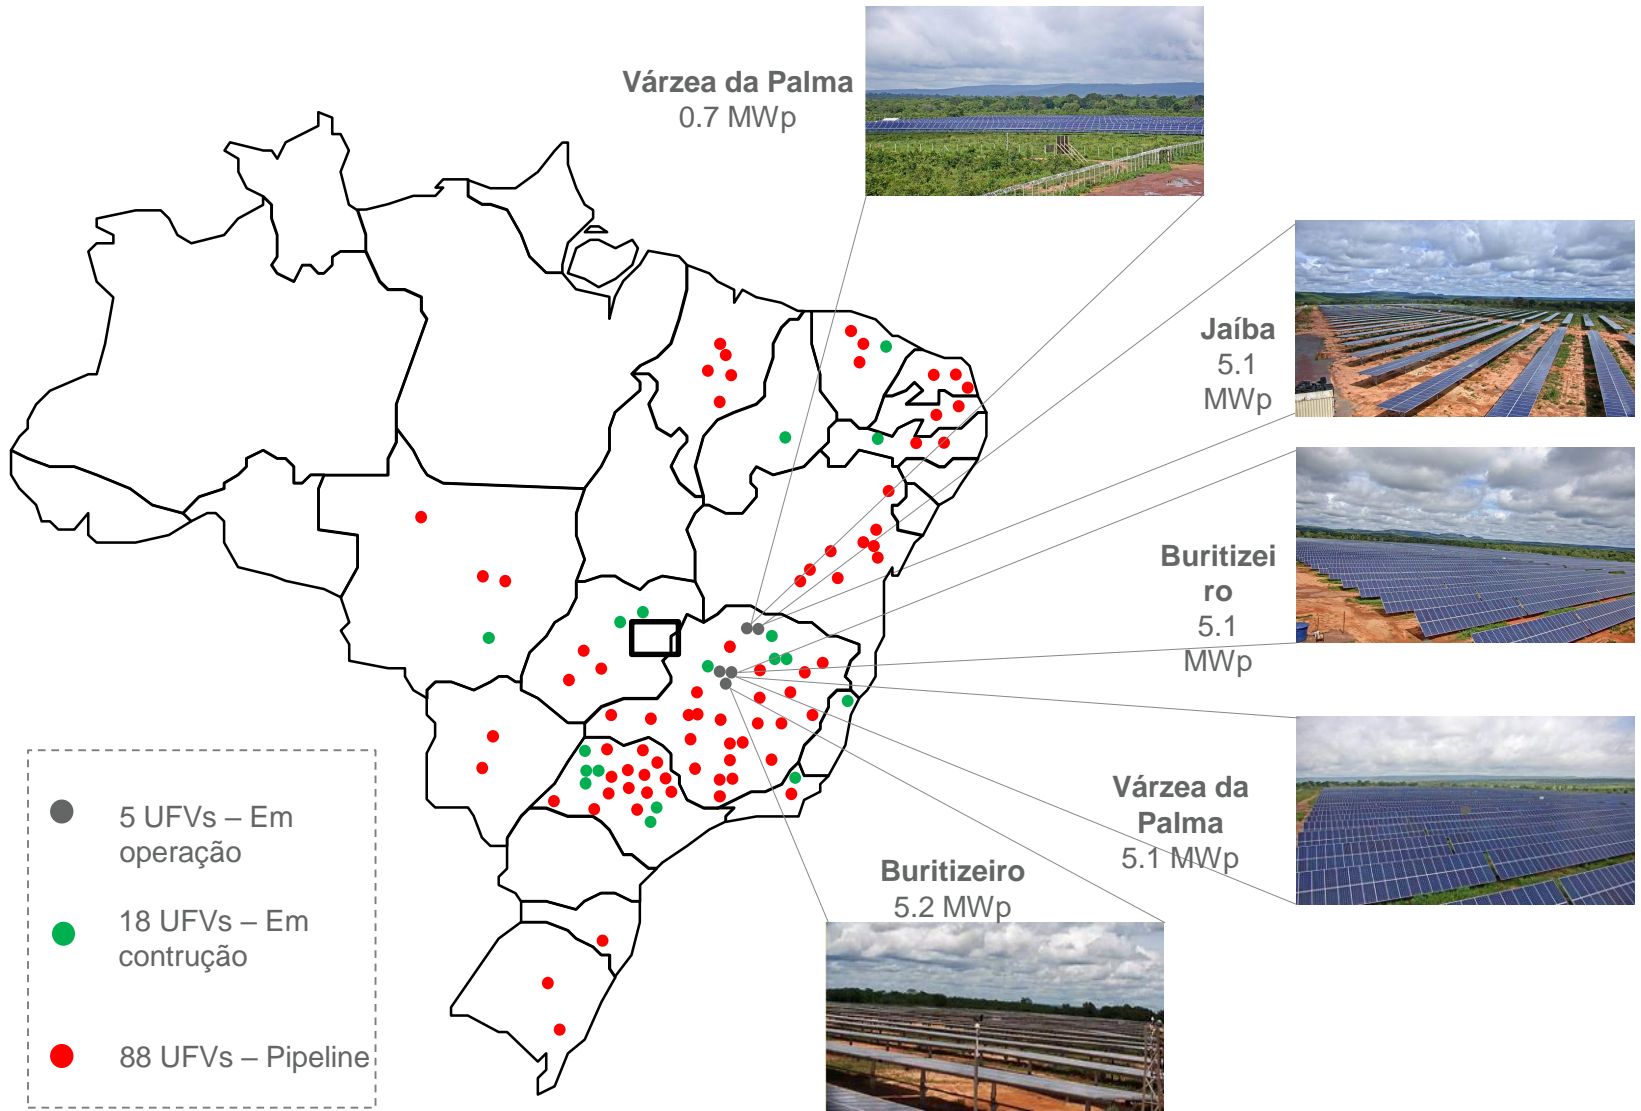 Várzea da Palma
0.7 MWp
Jaíba
5.1
MWp
Buritizei
ro
5.1
MWp
Várzea da
Palma
5.1 MWp
Buritizeiro
5.2 MWp
5 UFVs – Em
operação
18 UFVs – Em
contrução
88 UFVs – Pipeline